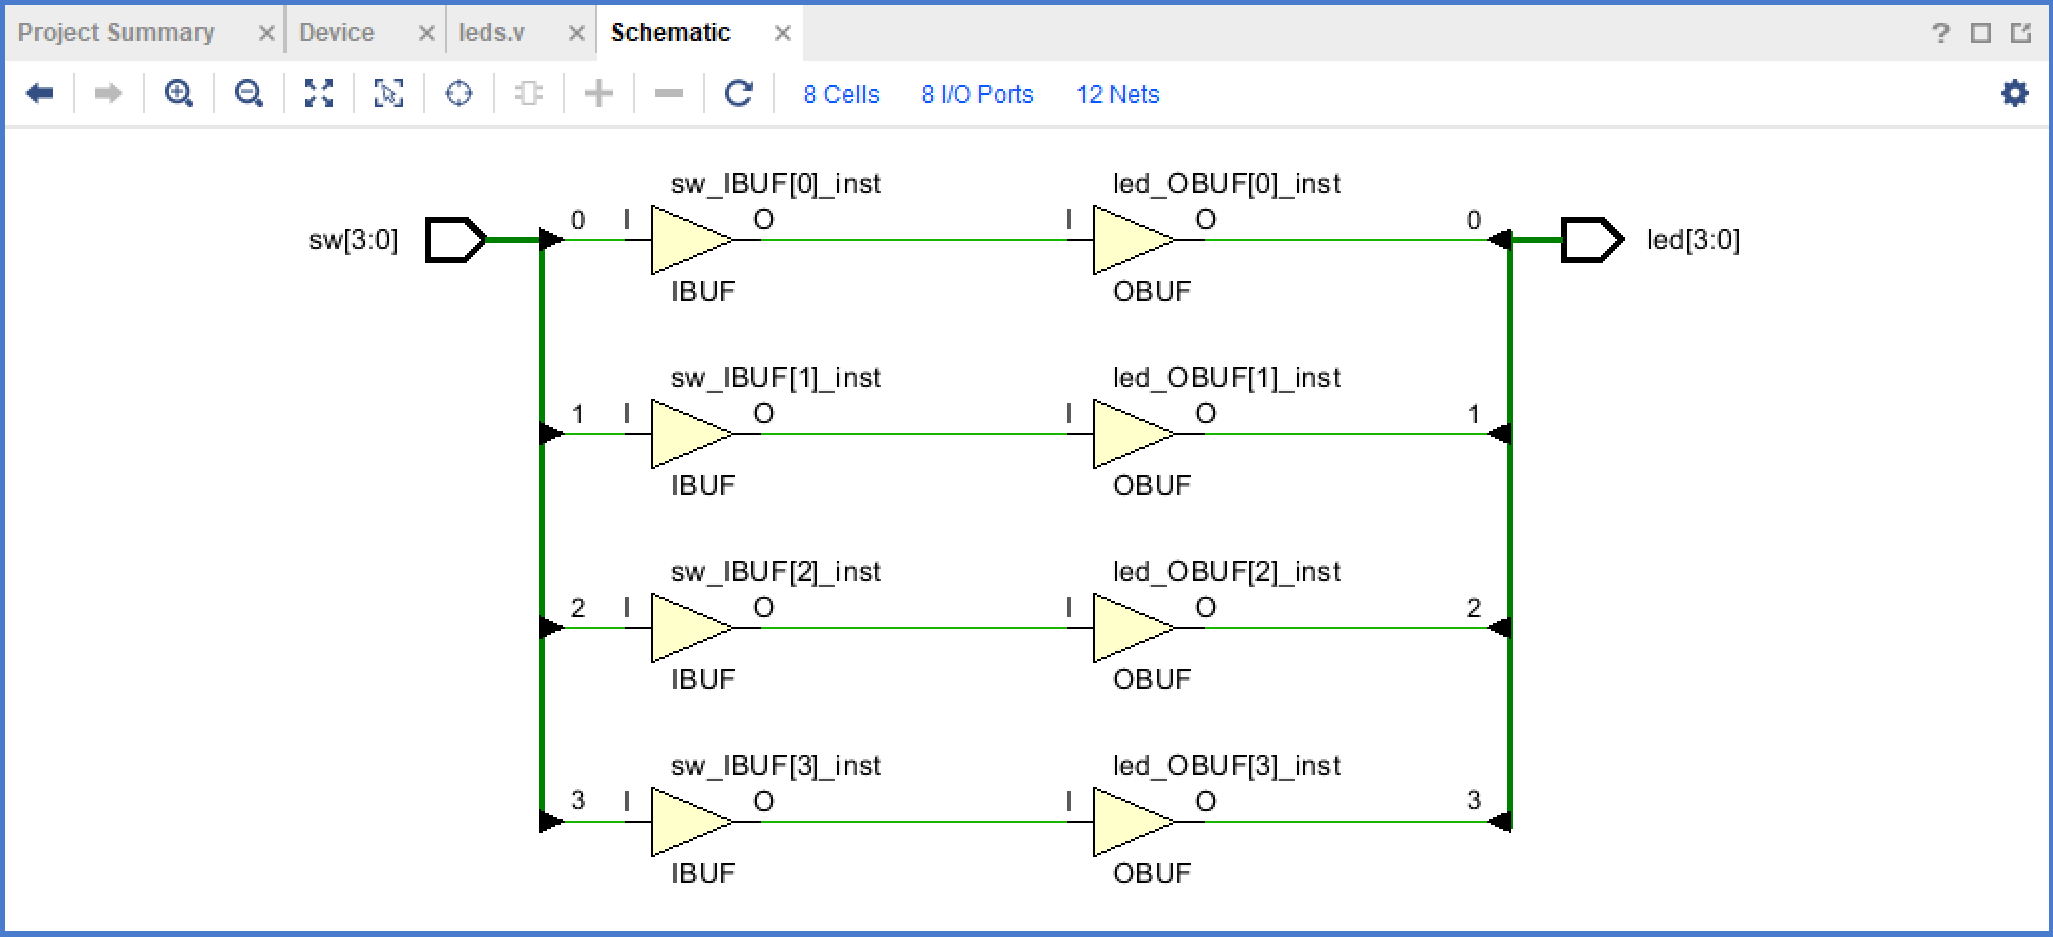 Project Summary Device leds.v Schematic ?
8 Cells 8 I/O Ports 12 Nets
sw_IBUF[0]_inst led_OBUF[0]_inst
0 I O I O 0
sw[3:0] led[3:0]
IBUF OBUF
sw_IBUF[1]_inst led_OBUF[1]_inst
1 I O I O 1
IBUF OBUF
sw_IBUF[2]_inst led_OBUF[2]_inst
2 I O I O 2
IBUF OBUF
sw_IBUF[3]_inst led_OBUF[3]_inst
3 I O I O 3
IBUF OBUF